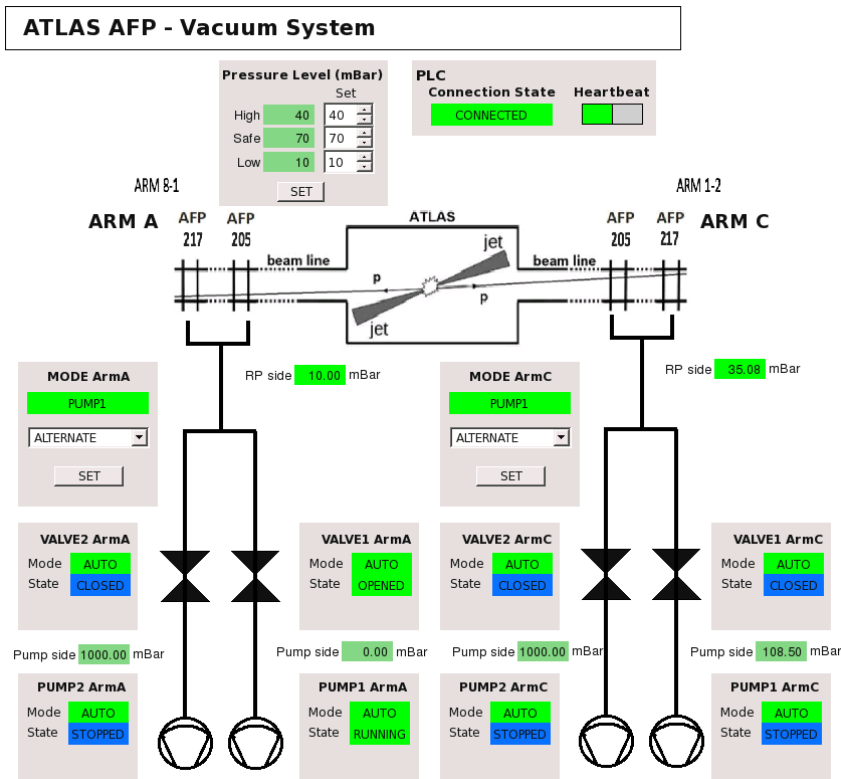 ATLAS AFP - Vacuum System
Pressure Level (mBar)
Set
High 40 40
Safe 70 70
Low 10 10
SET
PLC
Connection State Heartbeat
CONNECTED
ARM 8-1
ARM 1-2
ARM A AFP 217 AFP 205
ATLAS
AFP 205 AFP 217 ARM C
beam line
jet
beam line
p
p
jet
RP side 10.00 mBar
RP side 35.08 mBar
MODE ArmA
PUMP1
ALTERNATE
SET
MODE ArmC
PUMP1
ALTERNATE
SET
VALVE2 ArmA
Mode AUTO
State CLOSED
VALVE1 ArmA
Mode AUTO
State OPENED
VALVE2 ArmC
Mode AUTO
State CLOSED
VALVE1 ArmC
Mode AUTO
State CLOSED
Pump side 1000.00 mBar
Pump side 0.00 mBar
Pump side 1000.00 mBar
Pump side 108.50 mBar
PUMP2 ArmA
Mode AUTO
State STOPPED
PUMP1 ArmA
Mode AUTO
State RUNNING
PUMP2 ArmC
Mode AUTO
State STOPPED
PUMP1 ArmC
Mode AUTO
State STOPPED